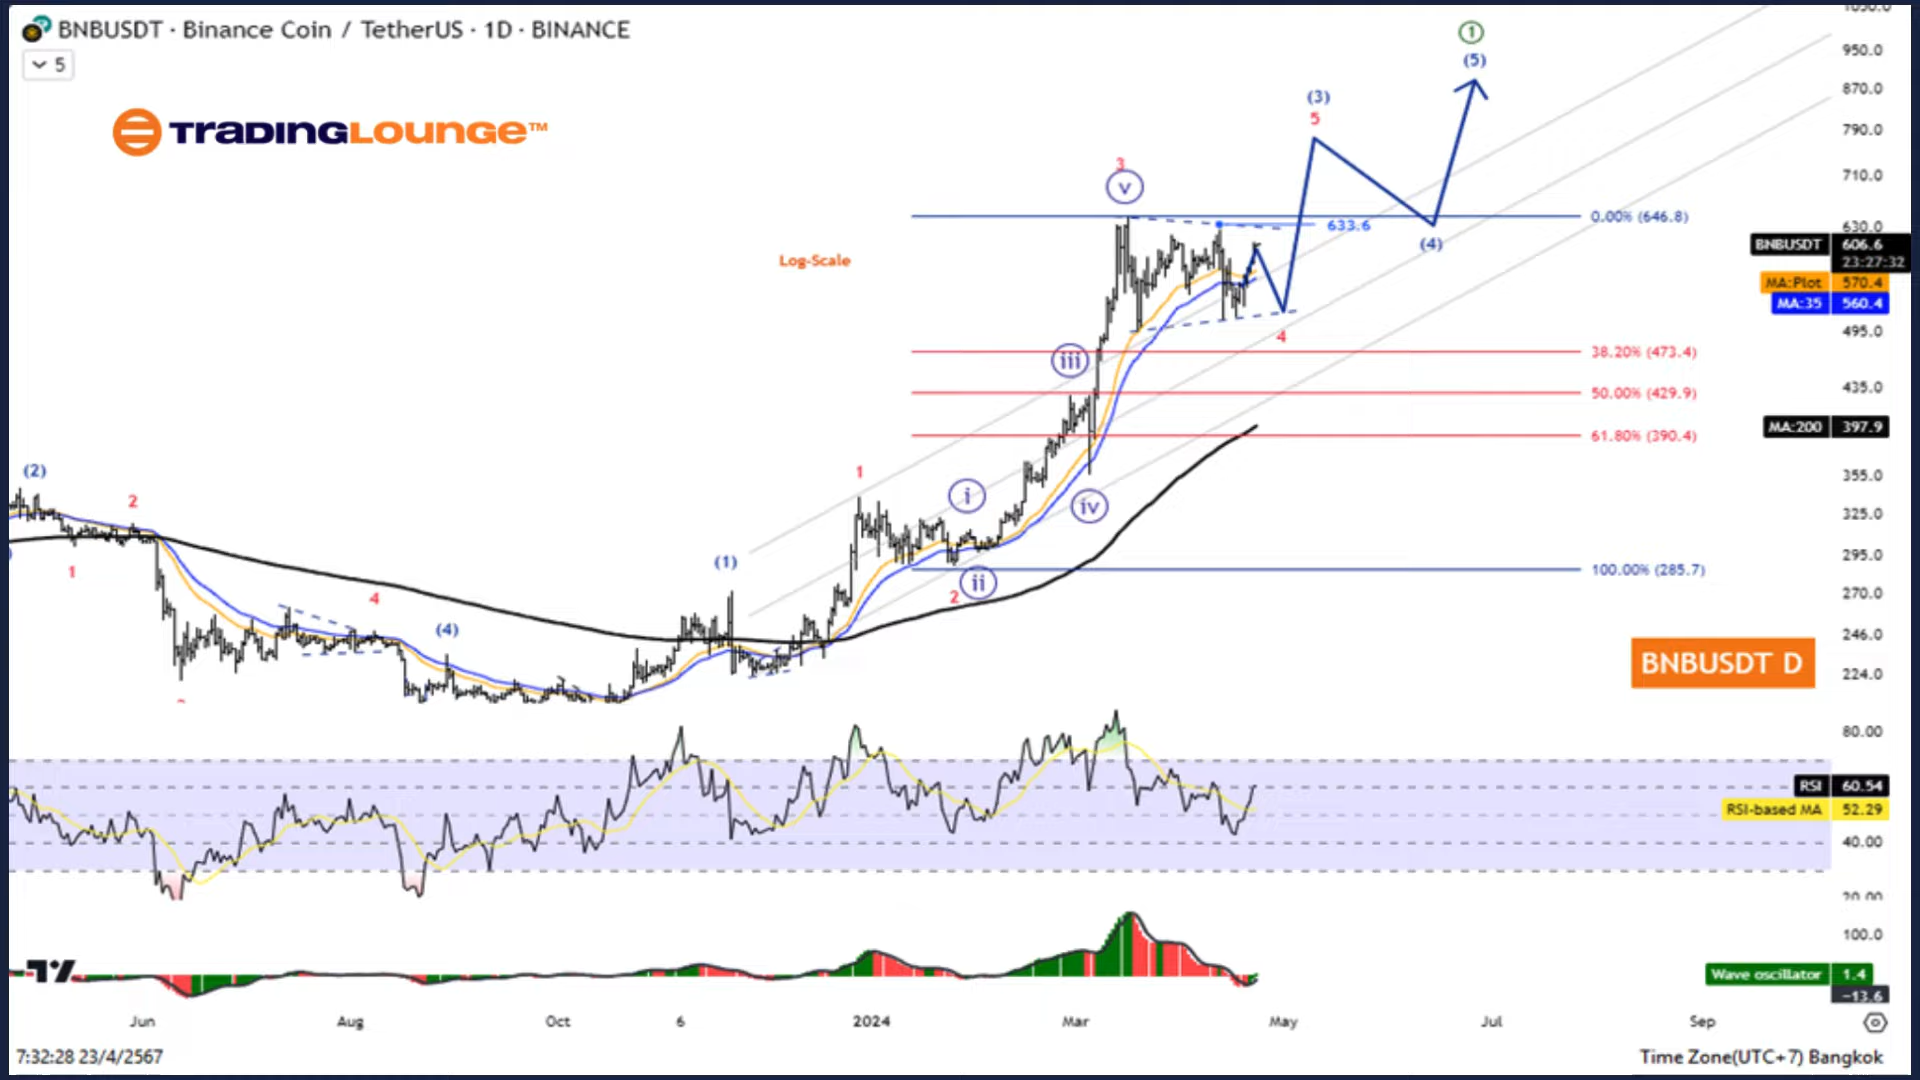 BNBUSDT · Binance Coin / TetherUS · 1D · BINANCE
5
TRADINGLOUNGE™
Log-Scale
1
(5)
(3)
5
3
v
633.6
(4)
4
iii
i
iv
ii
2
1
(1)
(2)
2
1
4
(4)
0.00% (646.8)
38.20% (473.4)
50.00% (429.9)
61.80% (390.4)
100.00% (285.7)
1050.0
950.0
870.0
790.0
710.0
630.0
BNBUSDT 606.6
23:27:32
MA:Plot 570.4
MA:35 560.4
495.0
435.0
MA:200 397.9
355.0
325.0
295.0
270.0
246.0
224.0
BNBUSDT D
80.00
RSI 60.54
RSI-based MA 52.29
40.00
20.00
100.0
Wave oscillator 1.4
−13.6
Jun Aug Oct 6 2024 Mar May Jul Sep
7:32:28 23/4/2567
Time Zone(UTC+7) Bangkok